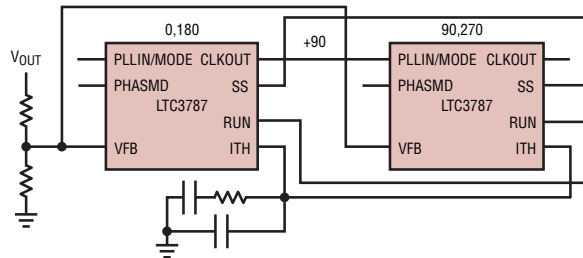 0,180
90,270
VOUT
+90
PLLIN/MODE CLKOUT
PHASMD
SS
LTC3787
RUN
VFB
ITH
PLLIN/MODE CLKOUT
PHASMD
SS
LTC3787
RUN
VFB
ITH